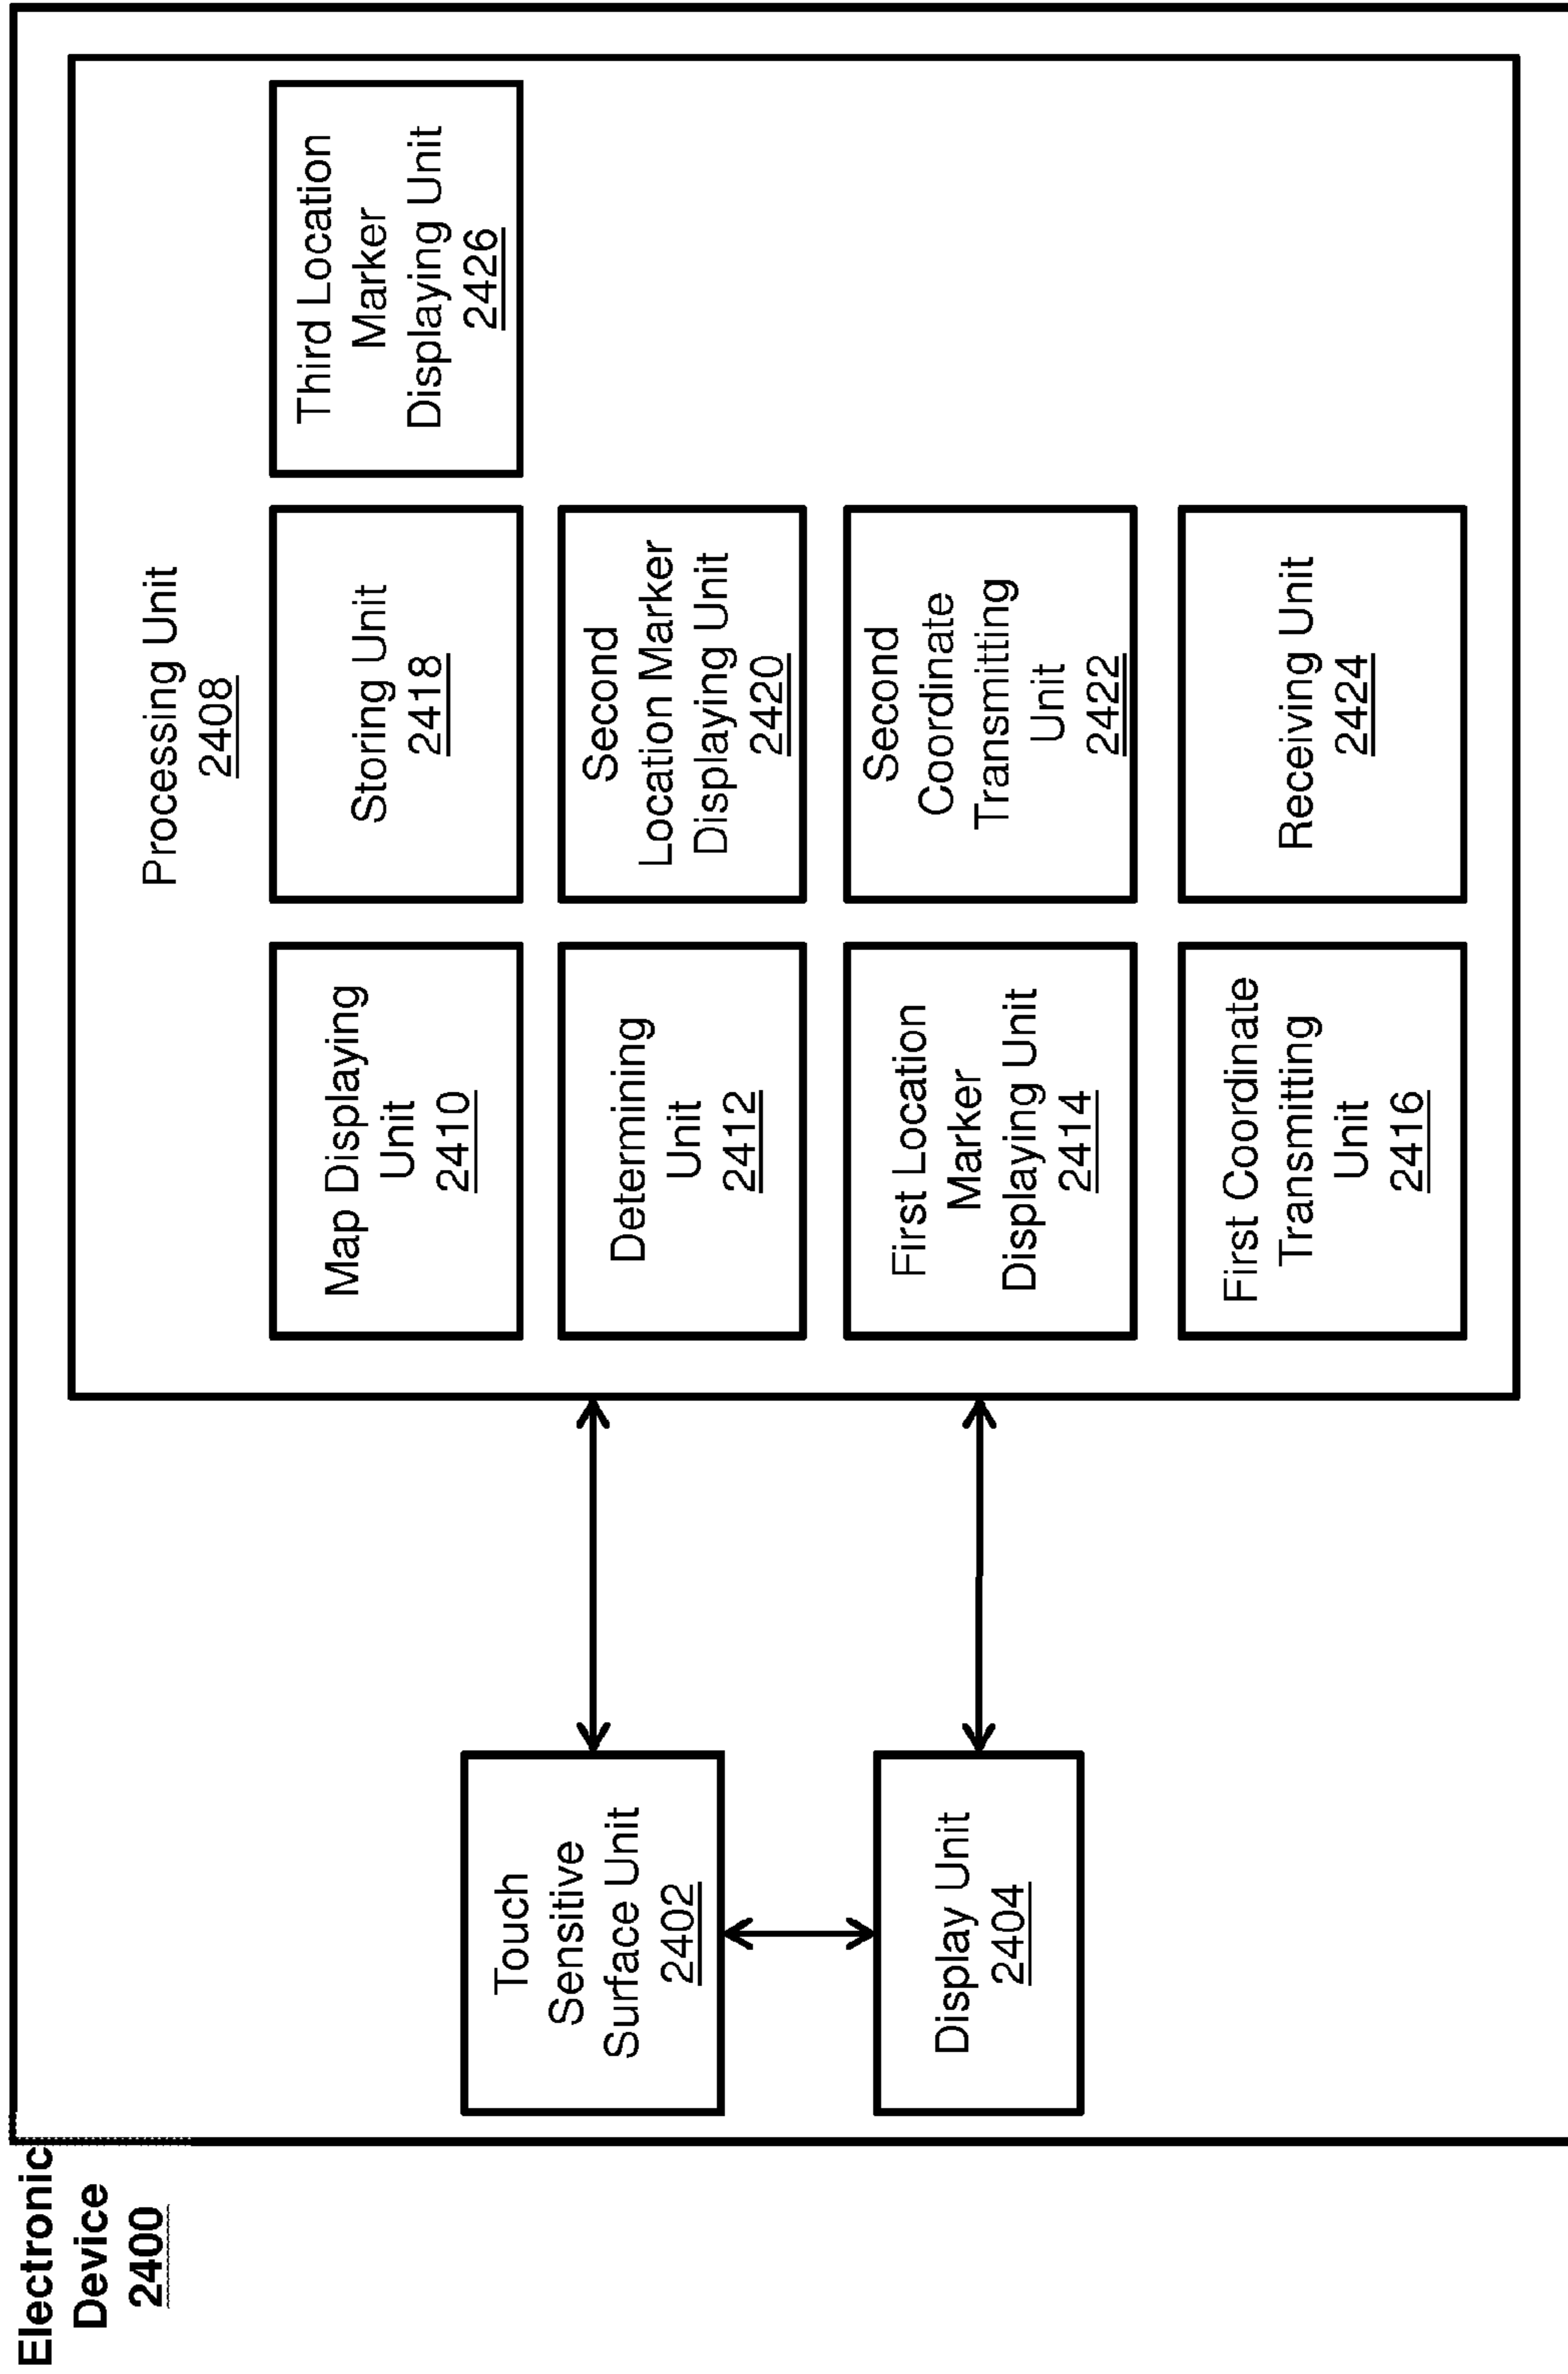 Electronic
Device
2400
Touch
Sensitive
Surface Unit
2402
Display Unit
2404
Processing Unit
2408
Map Displaying
Unit
2410
Determining
Unit
2412
First Location
Marker
Displaying Unit
2414
First Coordinate
Transmitting
Unit
2416
Storing Unit
2418
Second
Location Marker
Displaying Unit
2420
Second
Coordinate
Transmitting
Unit
2422
Receiving Unit
2424
Third Location
Marker
Displaying Unit
2426